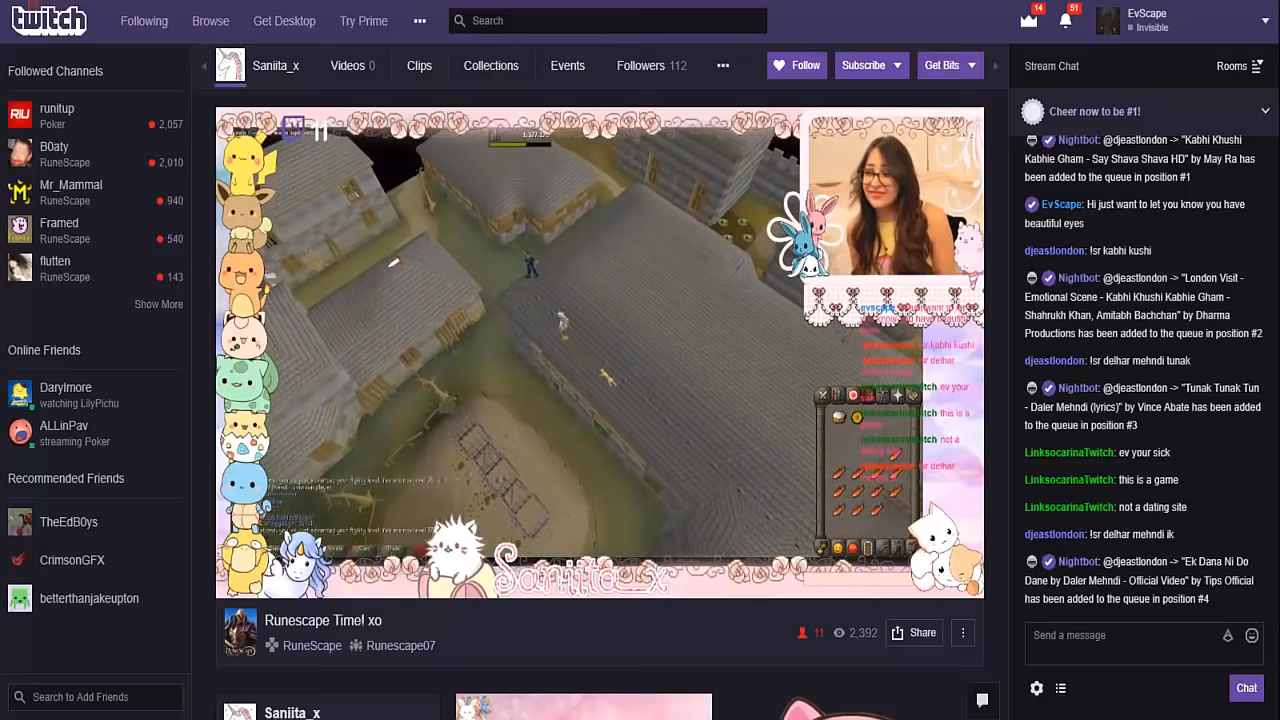 twitch
Following
Browse
Get Desktop
Try Prime
Search
14
51
EvScape
Invisible
Followed Channels
runitup
Poker
2,057
B0aty
RuneScape
2,010
Mr_Mammal
RuneScape
940
Framed
RuneScape
540
flutten
RuneScape
143
Show More
Online Friends
Darylmore
watching LilyPichu
ALLinPav
streaming Poker
Recommended Friends
TheEdB0ys
CrimsonGFX
betterthanjakeupton
Search to Add Friends
Saniita_x
Videos 0
Clips
Collections
Events
Followers 112
Follow
Subscribe
Get Bits
11
Saniita_x
Runescape Time! xo
RuneScape
Runescape07
11
2,392
Share
Saniita_x
Stream Chat
Rooms
Cheer now to be #1!
Nightbot: @djeastlondon -> "Kabhi Khushi
Kabhie Gham - Say Shava Shava HD" by May Ra has
been added to the queue in position #1
EvScape: Hi just want to let you know you have
beautiful eyes
djeastlondon: !sr kabhi kushi
Nightbot: @djeastlondon -> "London Visit -
Emotional Scene - Kabhi Khushi Kabhie Gham -
Shahrukh Khan, Amitabh Bachchan" by Dharma
Productions has been added to the queue in position #2
djeastlondon: !sr delhar mehndi tunak
Nightbot: @djeastlondon -> "Tunak Tunak Tun
- Daler Mehndi (lyrics)" by Vince Abate has been added
to the queue in position #3
LinksocarinaTwitch: ev your sick
LinksocarinaTwitch: this is a game
LinksocarinaTwitch: not a dating site
djeastlondon: !sr delhar mehndi ik
Nightbot: @djeastlondon -> "Ek Dana Ni Do
Dane by Daler Mehndi - Official Video" by Tips Official
has been added to the queue in position #4
Send a message
Chat